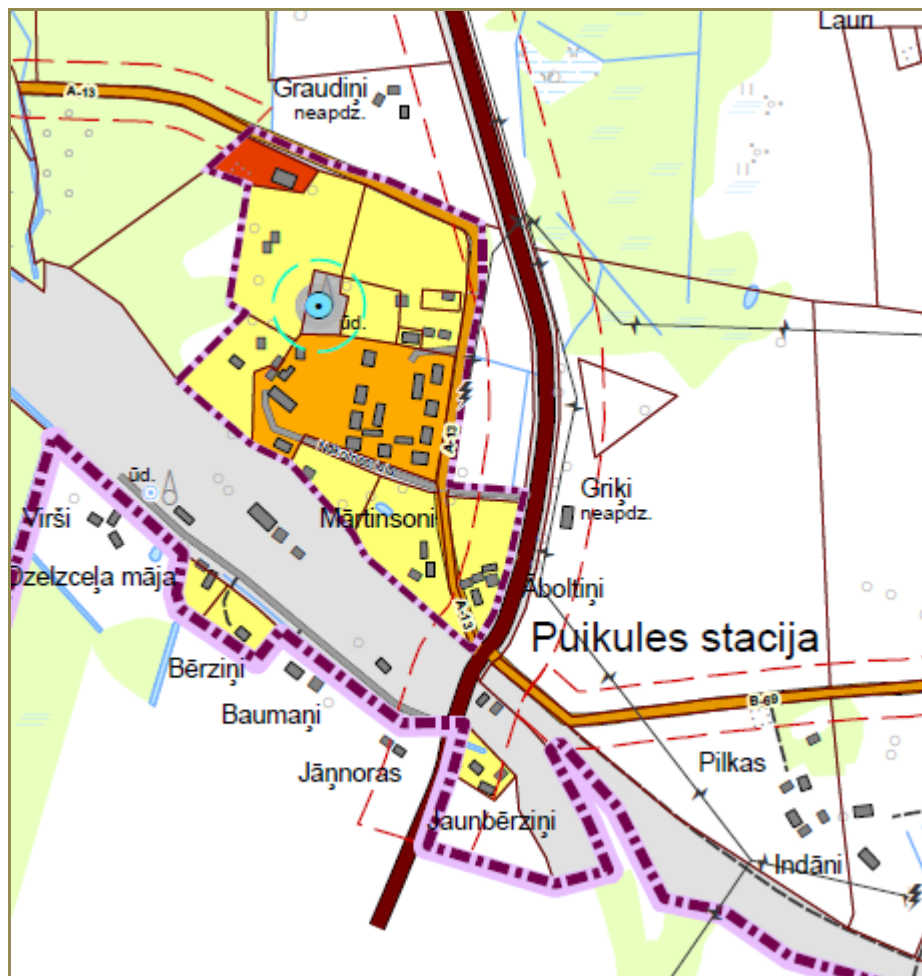 Lauri
A-13
Graudiņi
neapdz.
ūd.
A-13
Mārtinsoni
Griķi
neapdz.
ūd.
Virši
Dzelzceļa māja
Āboltiņi
A-13
Puikules stacija
Bērziņi
Baumaņi
B-69
Jāņnoras
Pilkas
Jaunbērziņi
Indāni